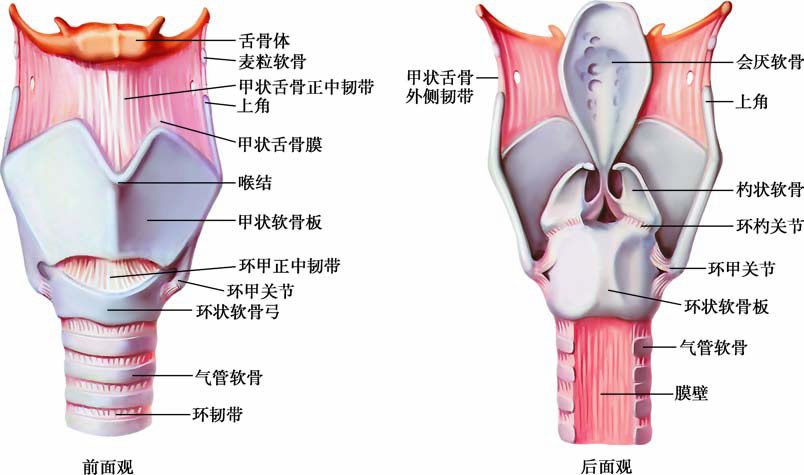 舌骨体
麦粒软骨
甲状舌骨正中韧带
上角
甲状舌骨膜
喉结
甲状软骨板
环甲正中韧带
环甲关节
环状软骨弓
气管软骨
环韧带
前面观
甲状舌骨
外侧韧带
会厌软骨
上角
杓状软骨
环杓关节
环甲关节
环状软骨板
气管软骨
膜壁
后面观